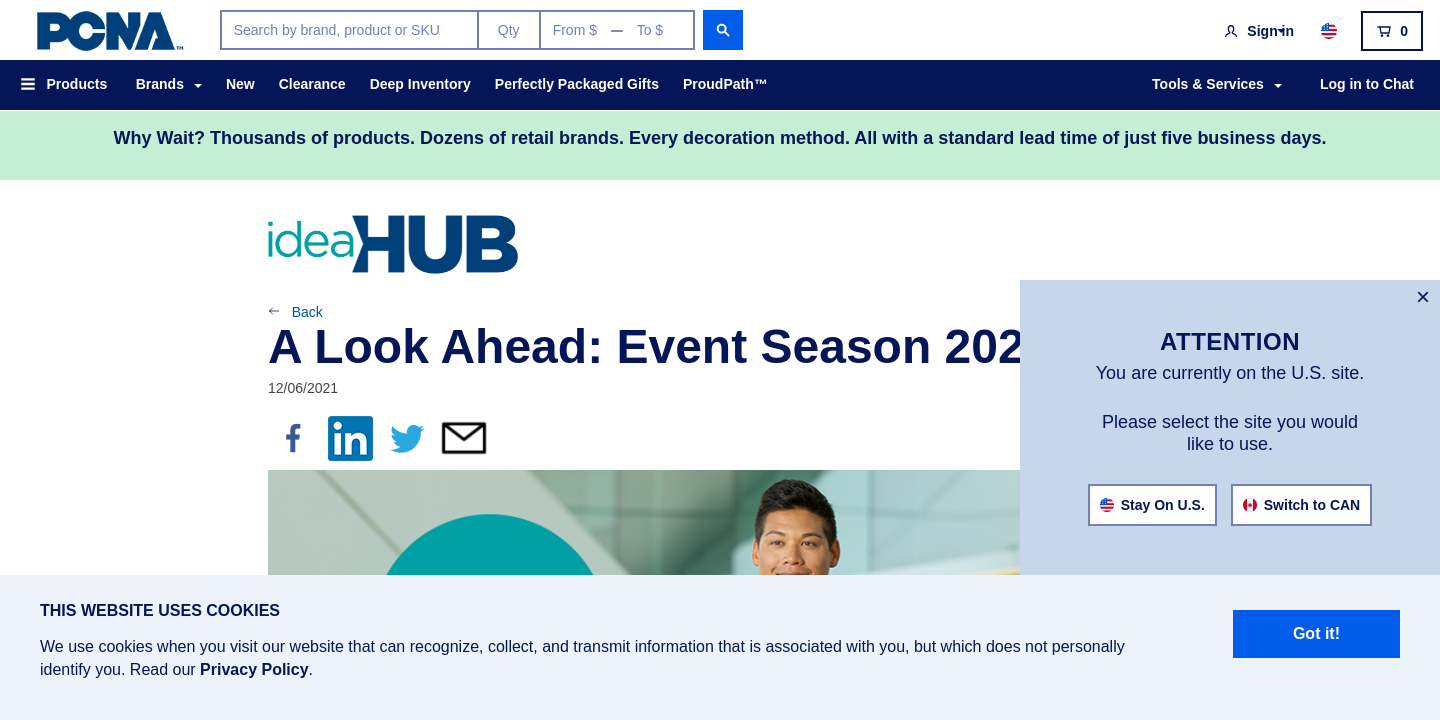 PCNA™
Search by brand, product or SKU
Qty
From $ — To $
Sign in
0
Products
Brands
New
Clearance
Deep Inventory
Perfectly Packaged Gifts
ProudPath™
Tools & Services
Log in to Chat
Why Wait? Thousands of products. Dozens of retail brands. Every decoration method. All with a standard lead time of just five business days.
ideaHUB
Back
A Look Ahead: Event Season 202
12/06/2021
f
in
×
ATTENTION
You are currently on the U.S. site.
Please select the site you would
like to use.
Stay On U.S.
Switch to CAN
THIS WEBSITE USES COOKIES
We use cookies when you visit our website that can recognize, collect, and transmit information that is associated with you, but which does not personally
identify you. Read our Privacy Policy.
Got it!